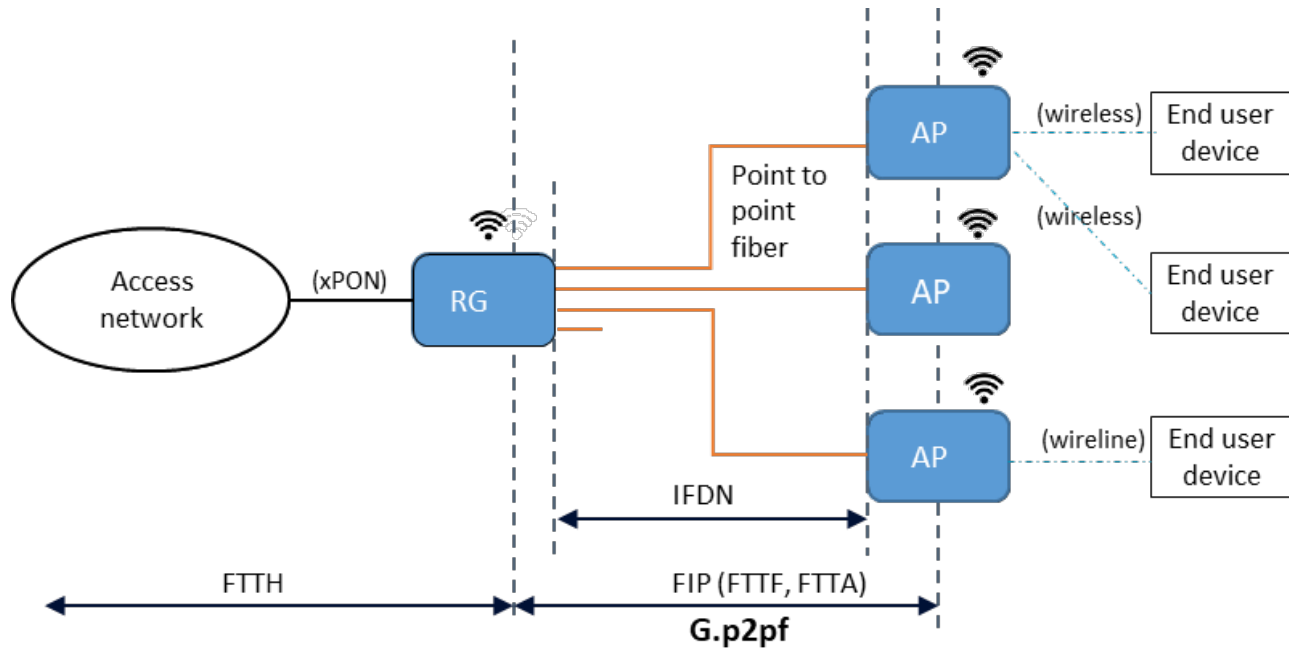 AP
(wireless)
End user
device
Point to
point
fiber
(wireless)
Access
network
(xPON)
RG
AP
End user
device
AP
(wireline)
End user
device
IFDN
FTTH
FIP (FTTF, FTTA)
G.p2pf